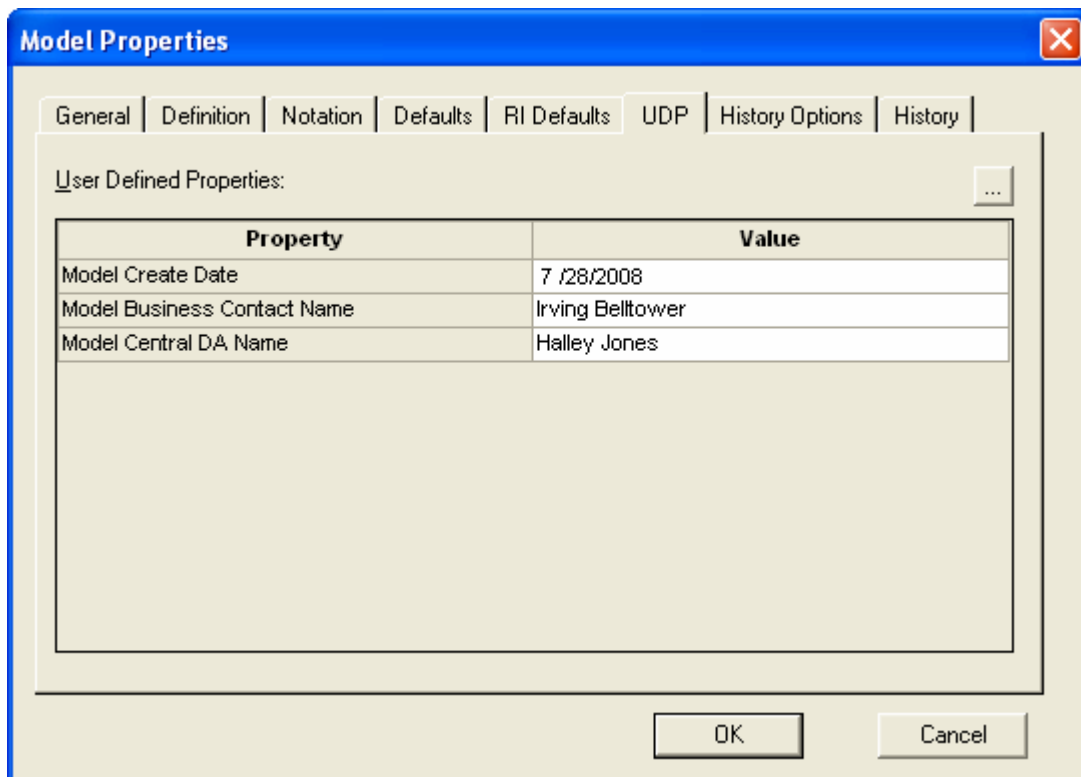 Model Properties
General Definition Notation Defaults RI Defaults UDP History Options History
User Defined Properties: ...
Property Value
Model Create Date 7 /28/2008
Model Business Contact Name Irving Belltower
Model Central DA Name Halley Jones
OK Cancel